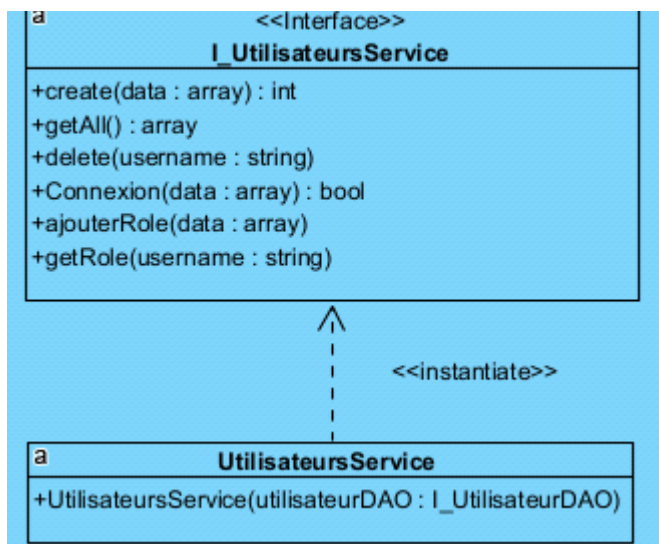 a
<<Interface>>
I_UtilisateursService
+create(data : array) : int
+getAll() : array
+delete(username : string)
+Connexion(data : array) : bool
+ajouterRole(data : array)
+getRole(username : string)
<<instantiate>>
a
UtilisateursService
+UtilisateursService(utilisateurDAO : I_UtilisateurDAO)